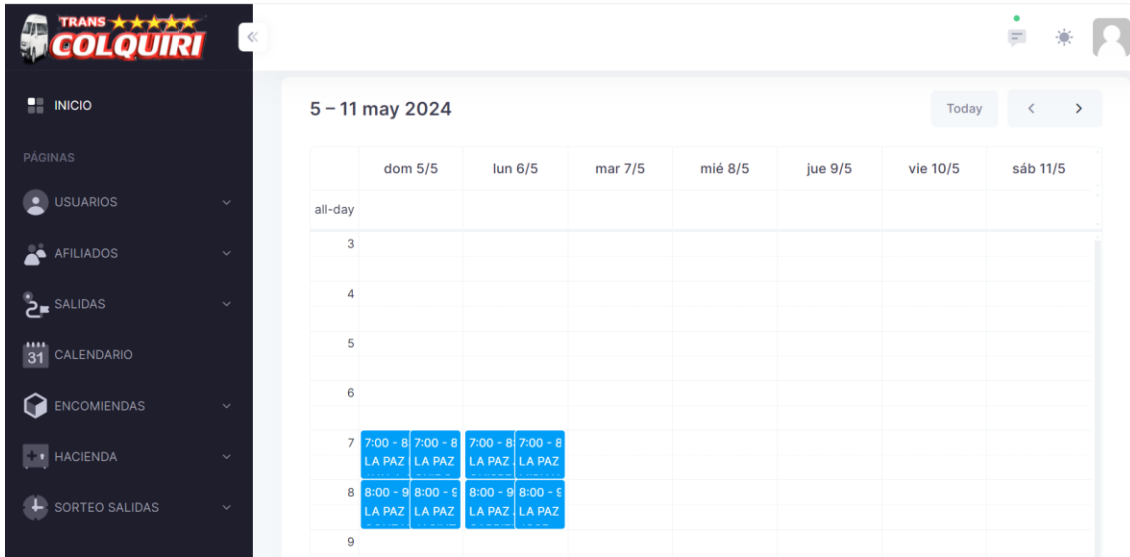 TRANS
COLQUIRI
INICIO
PÁGINAS
USUARIOS
AFILIADOS
SALIDAS
31 CALENDARIO
ENCOMIENDAS
HACIENDA
SORTEO SALIDAS
5 – 11 may 2024
Today
dom 5/5 lun 6/5 mar 7/5 mié 8/5 jue 9/5 vie 10/5 sáb 11/5
all-day
3
4
5
6
7 7:00 - 8 7:00 - 8 7:00 - 8 7:00 - 8
LA PAZ LA PAZ LA PAZ LA PAZ
8 8:00 - 9 8:00 - 9 8:00 - 9 8:00 - 9
LA PAZ LA PAZ LA PAZ LA PAZ
9